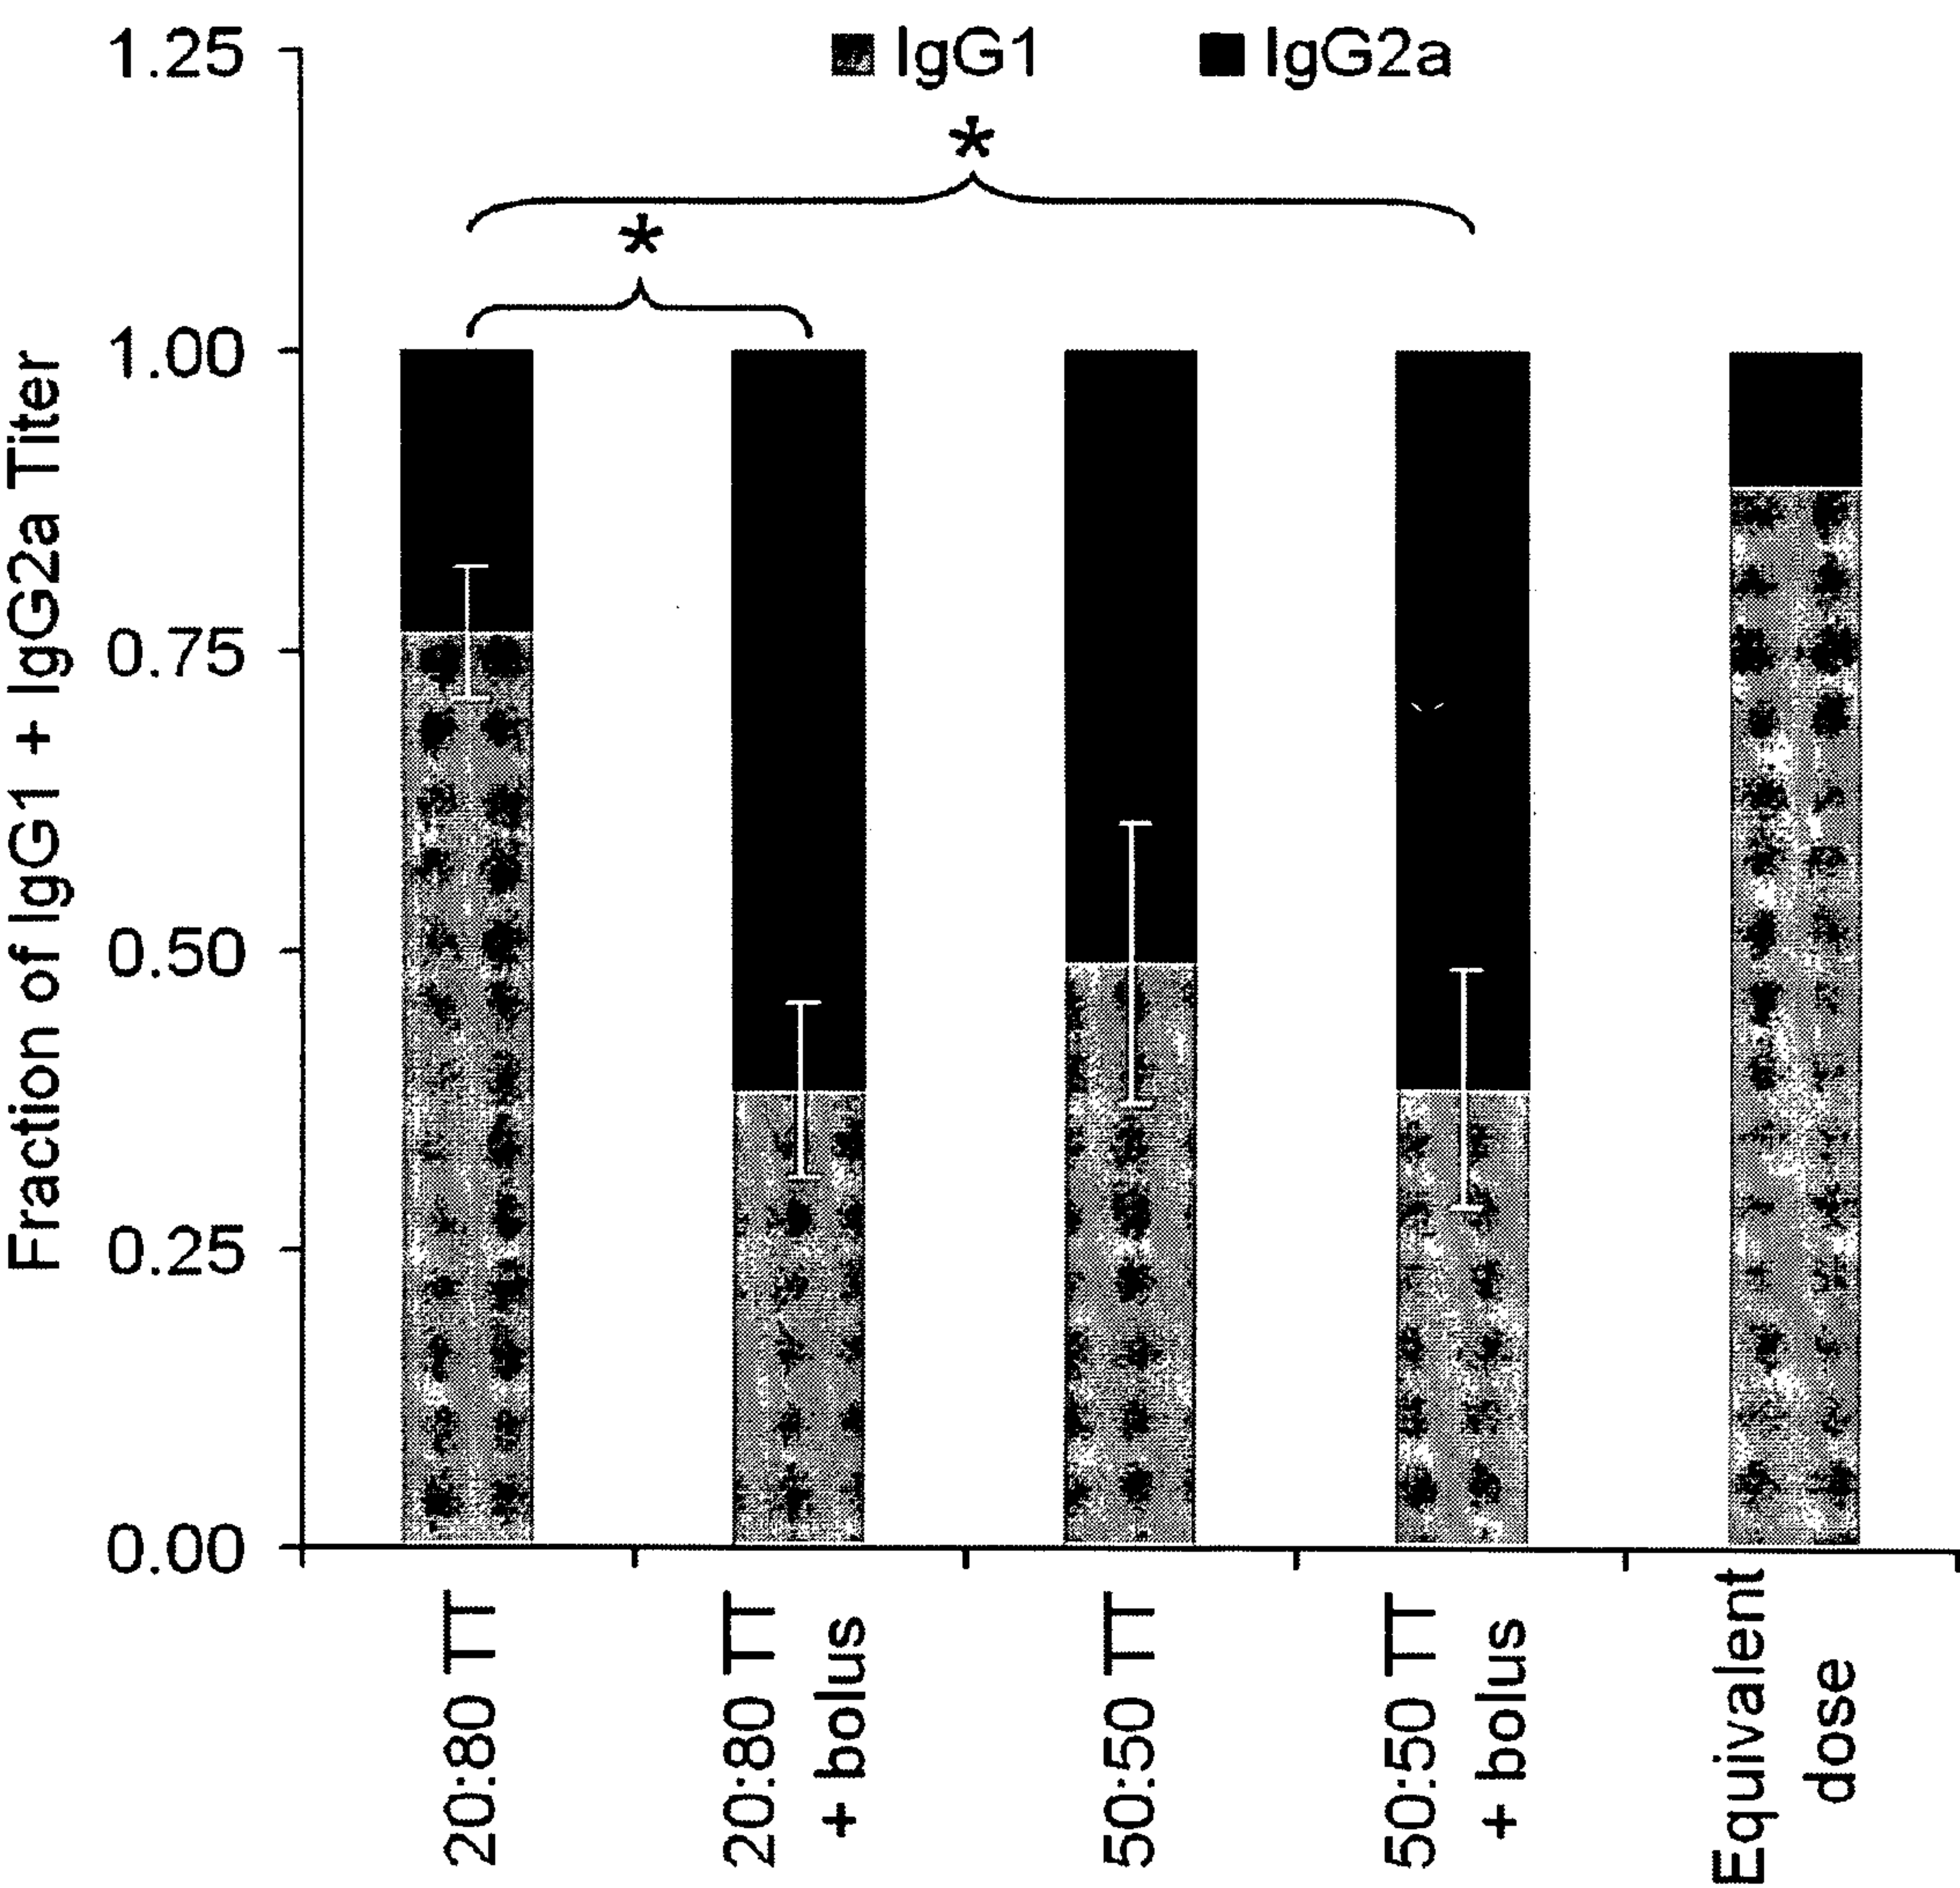 IgG1 IgG2a
*
*
Fraction of IgG1 + IgG2a Titer
1.25
1.00
0.75
0.50
0.25
0.00
20:80 TT
20:80 TT
+ bolus
50:50 TT
50:50 TT
+ bolus
Equivalent
dose